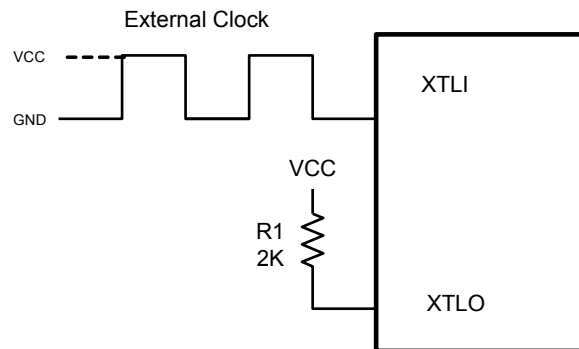 External Clock
VCC
GND
XTLI
VCC
R1
2K
XTLO